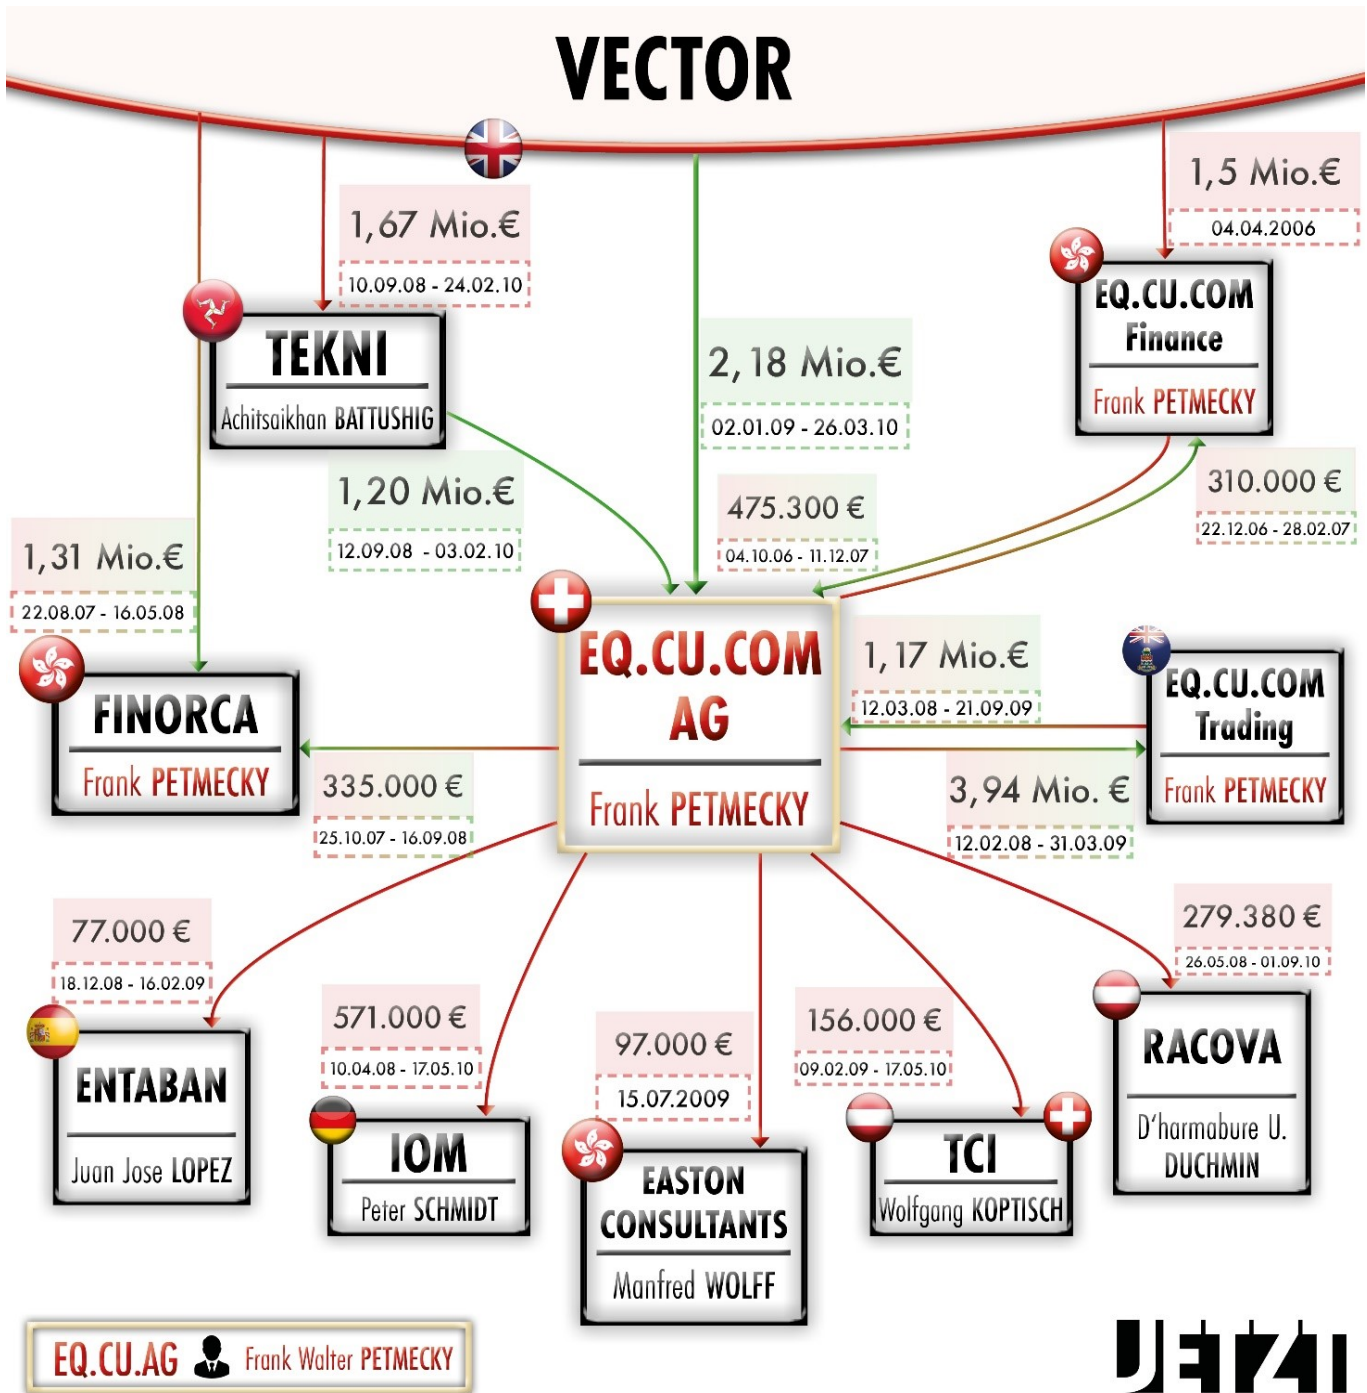 VECTOR
1,67 Mio.€
10.09.08 - 24.02.10
1,5 Mio.€
04.04.2006
TEKNI
Achitsaikhan BATTUSHIG
2,18 Mio.€
02.01.09 - 26.03.10
EQ.CU.COM
Finance
Frank PETMECKY
1,20 Mio.€
12.09.08 - 03.02.10
475.300 €
04.10.06 - 11.12.07
310.000 €
22.12.06 - 28.02.07
1,31 Mio.€
22.08.07 - 16.05.08
FINORCA
Frank PETMECKY
EQ.CU.COM
AG
Frank PETMECKY
1,17 Mio.€
12.03.08 - 21.09.09
EQ.CU.COM
Trading
Frank PETMECKY
335.000 €
25.10.07 - 16.09.08
3,94 Mio. €
12.02.08 - 31.03.09
77.000 €
18.12.08 - 16.02.09
571.000 €
10.04.08 - 17.05.10
97.000 €
15.07.2009
156.000 €
09.02.09 - 17.05.10
279.380 €
26.05.08 - 01.09.10
ENTABAN
Juan Jose LOPEZ
IOM
Peter SCHMIDT
EASTON
CONSULTANTS
Manfred WOLFF
TCI
Wolfgang KOPTISCH
RACOVA
D'harmabure U.
DUCHMIN
EQ.CU.AG Frank Walter PETMECKY
JETZT